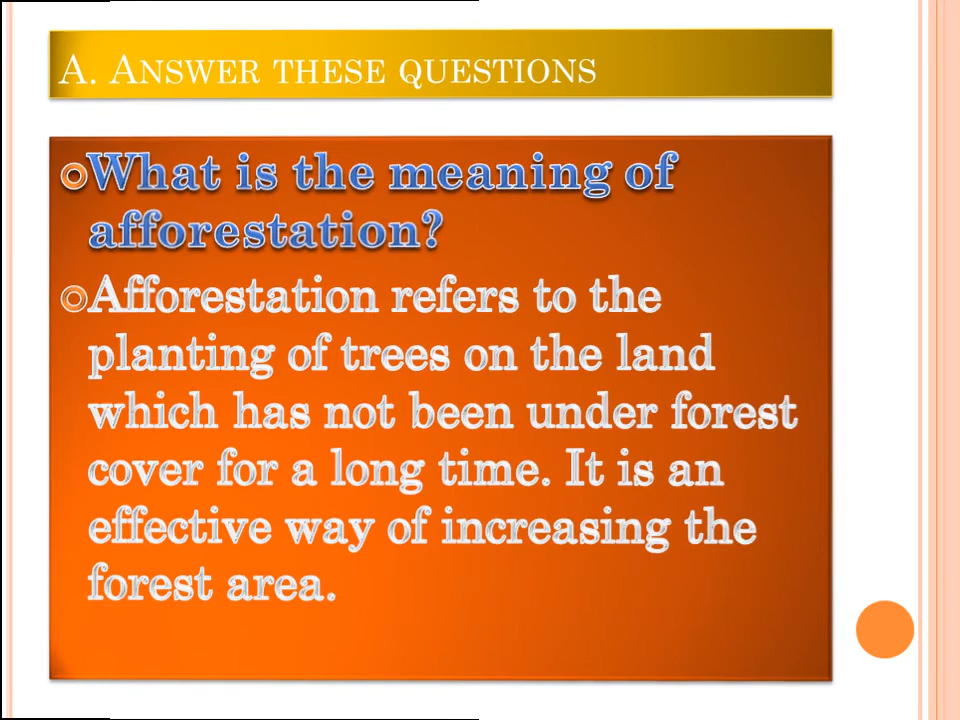 A. ANSWER THESE QUESTIONS
What is the meaning of
afforestation?
Afforestation refers to the
planting of trees on the land
which has not been under forest
cover for a long time. It is an
effective way of increasing the
forest area.